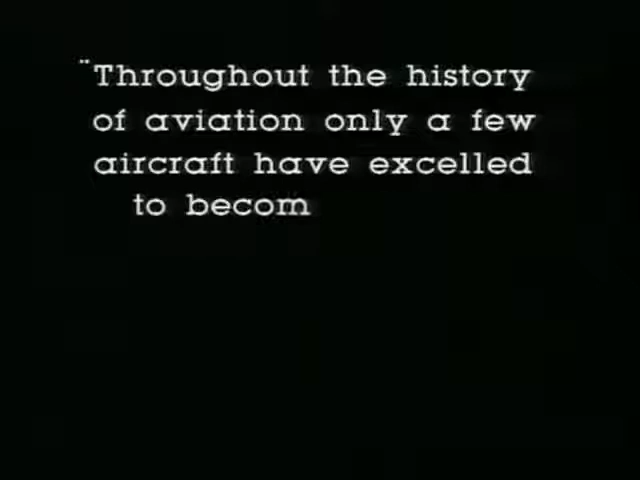 "Throughout the history
of aviation only a few
aircraft have excelled
to becom